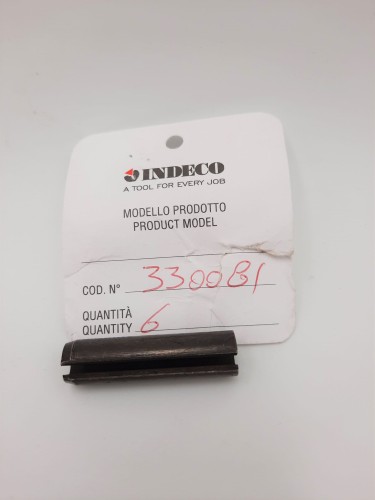 INDECO
A TOOL FOR EVERY JOB
MODELLO PRODOTTO
PRODUCT MODEL
COD. N° 3300B1
QUANTITÀ
QUANTITY 6